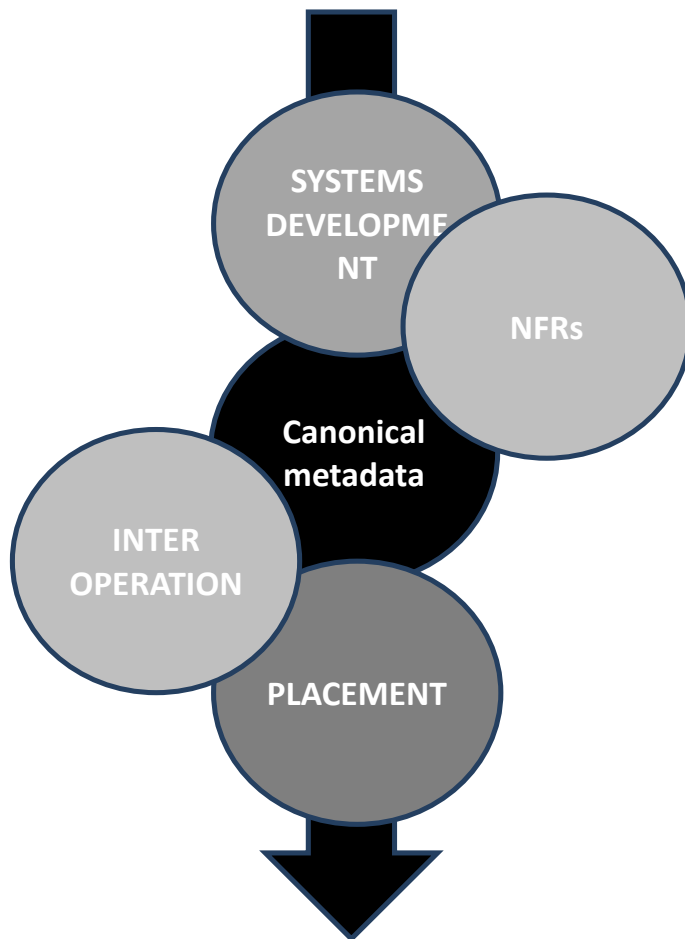 SYSTEMS
DEVELOPME
NT
NFRs
Canonical
metadata
INTER
OPERATION
PLACEMENT